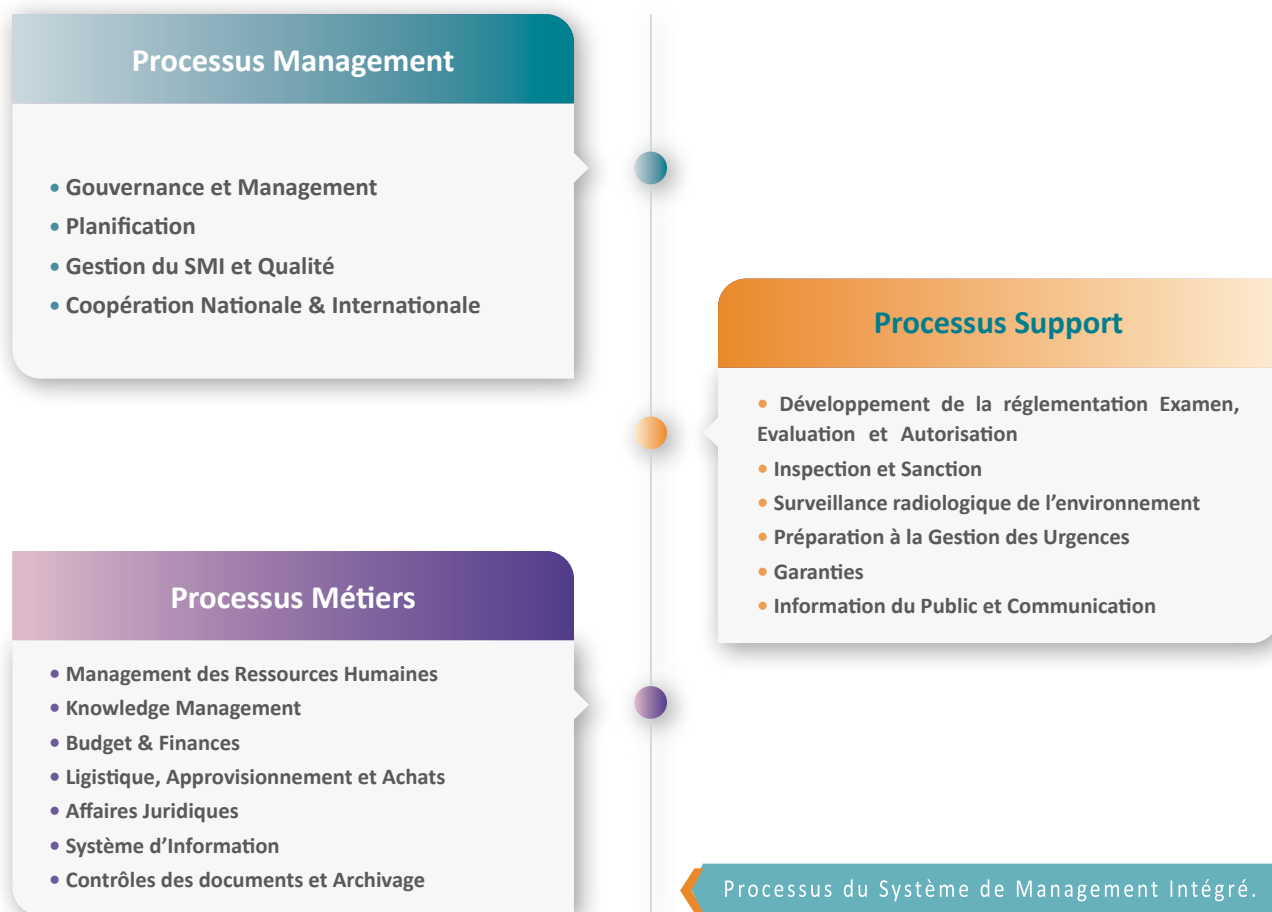 Processus Management
• Gouvernance et Management
• Planification
• Gestion du SMI et Qualité
• Coopération Nationale & Internationale
Processus Support
• Développement de la réglementation Examen,
Evaluation et Autorisation
• Inspection et Sanction
• Surveillance radiologique de l’environnement
• Préparation à la Gestion des Urgences
• Garanties
• Information du Public et Communication
Processus Métiers
• Management des Ressources Humaines
• Knowledge Management
• Budget & Finances
• Ligistique, Approvisionnement et Achats
• Affaires Juridiques
• Système d’Information
• Contrôles des documents et Archivage
Processus du Système de Management Intégré.